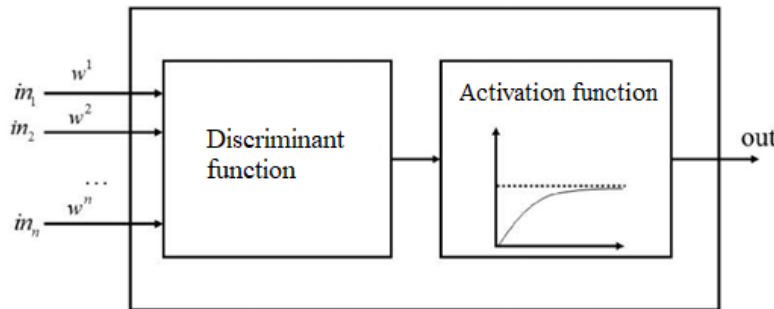 in₁ w¹
in₂ w²
...
inₙ wⁿ
Discriminant
function
Activation function
out